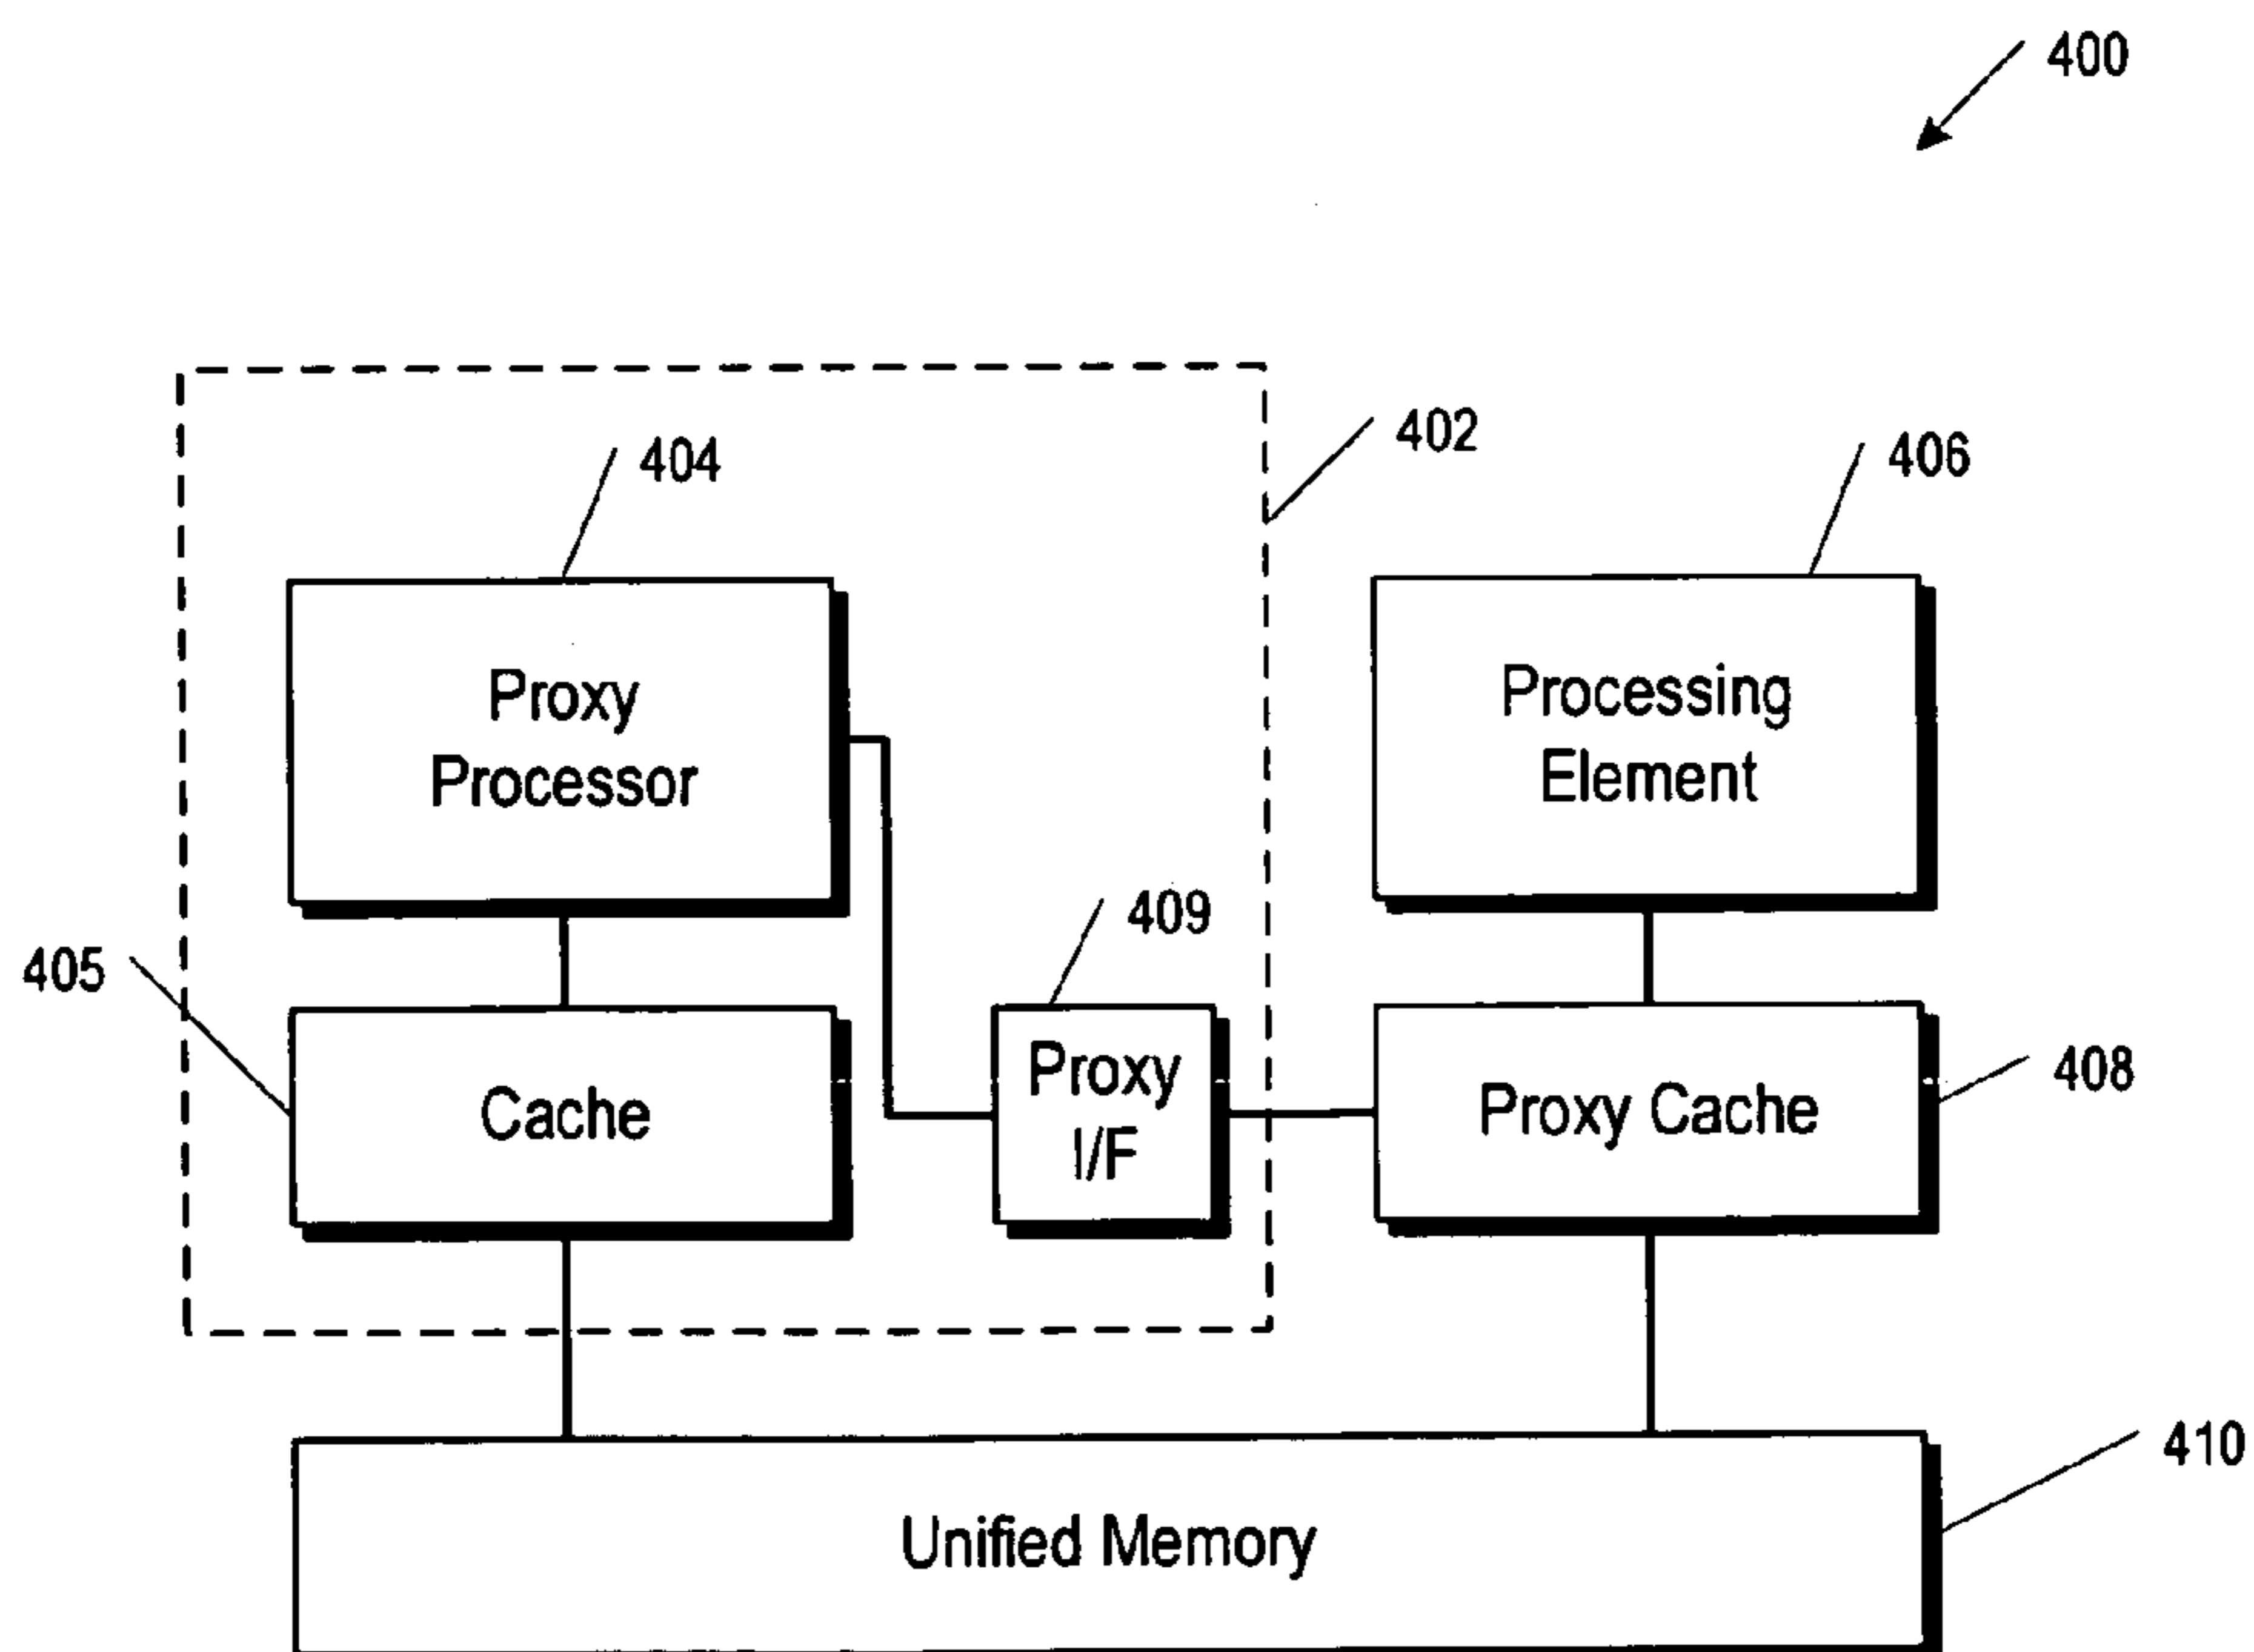 400
402
404
406
Proxy
Processor
Processing
Element
409
405
Proxy
I/F
Cache
Proxy Cache
408
410
Unified Memory